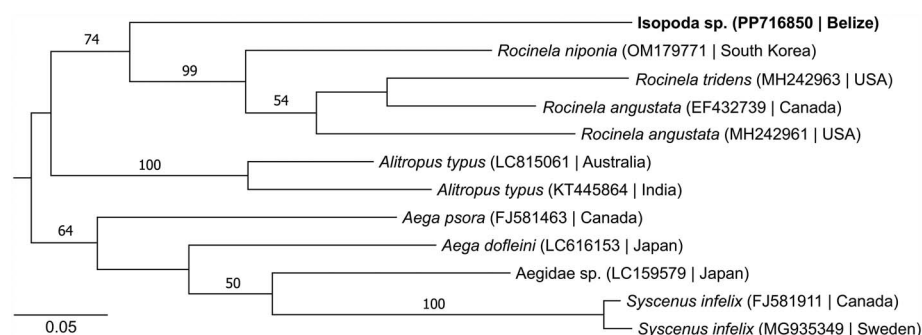 Isopoda sp. (PP716850 | Belize)
74
Rocinela niponia (OM179771 | South Korea)
99
Rocinela tridens (MH242963 | USA)
54
Rocinela angustata (EF432739 | Canada)
Rocinela angustata (MH242961 | USA)
Alitropus typus (LC815061 | Australia)
100
Alitropus typus (KT445864 | India)
Aega psora (FJ581463 | Canada)
64
Aega dofleini (LC616153 | Japan)
Aegidae sp. (LC159579 | Japan)
50
Syscenus infelix (FJ581911 | Canada)
100
Syscenus infelix (MG935349 | Sweden)
0.05